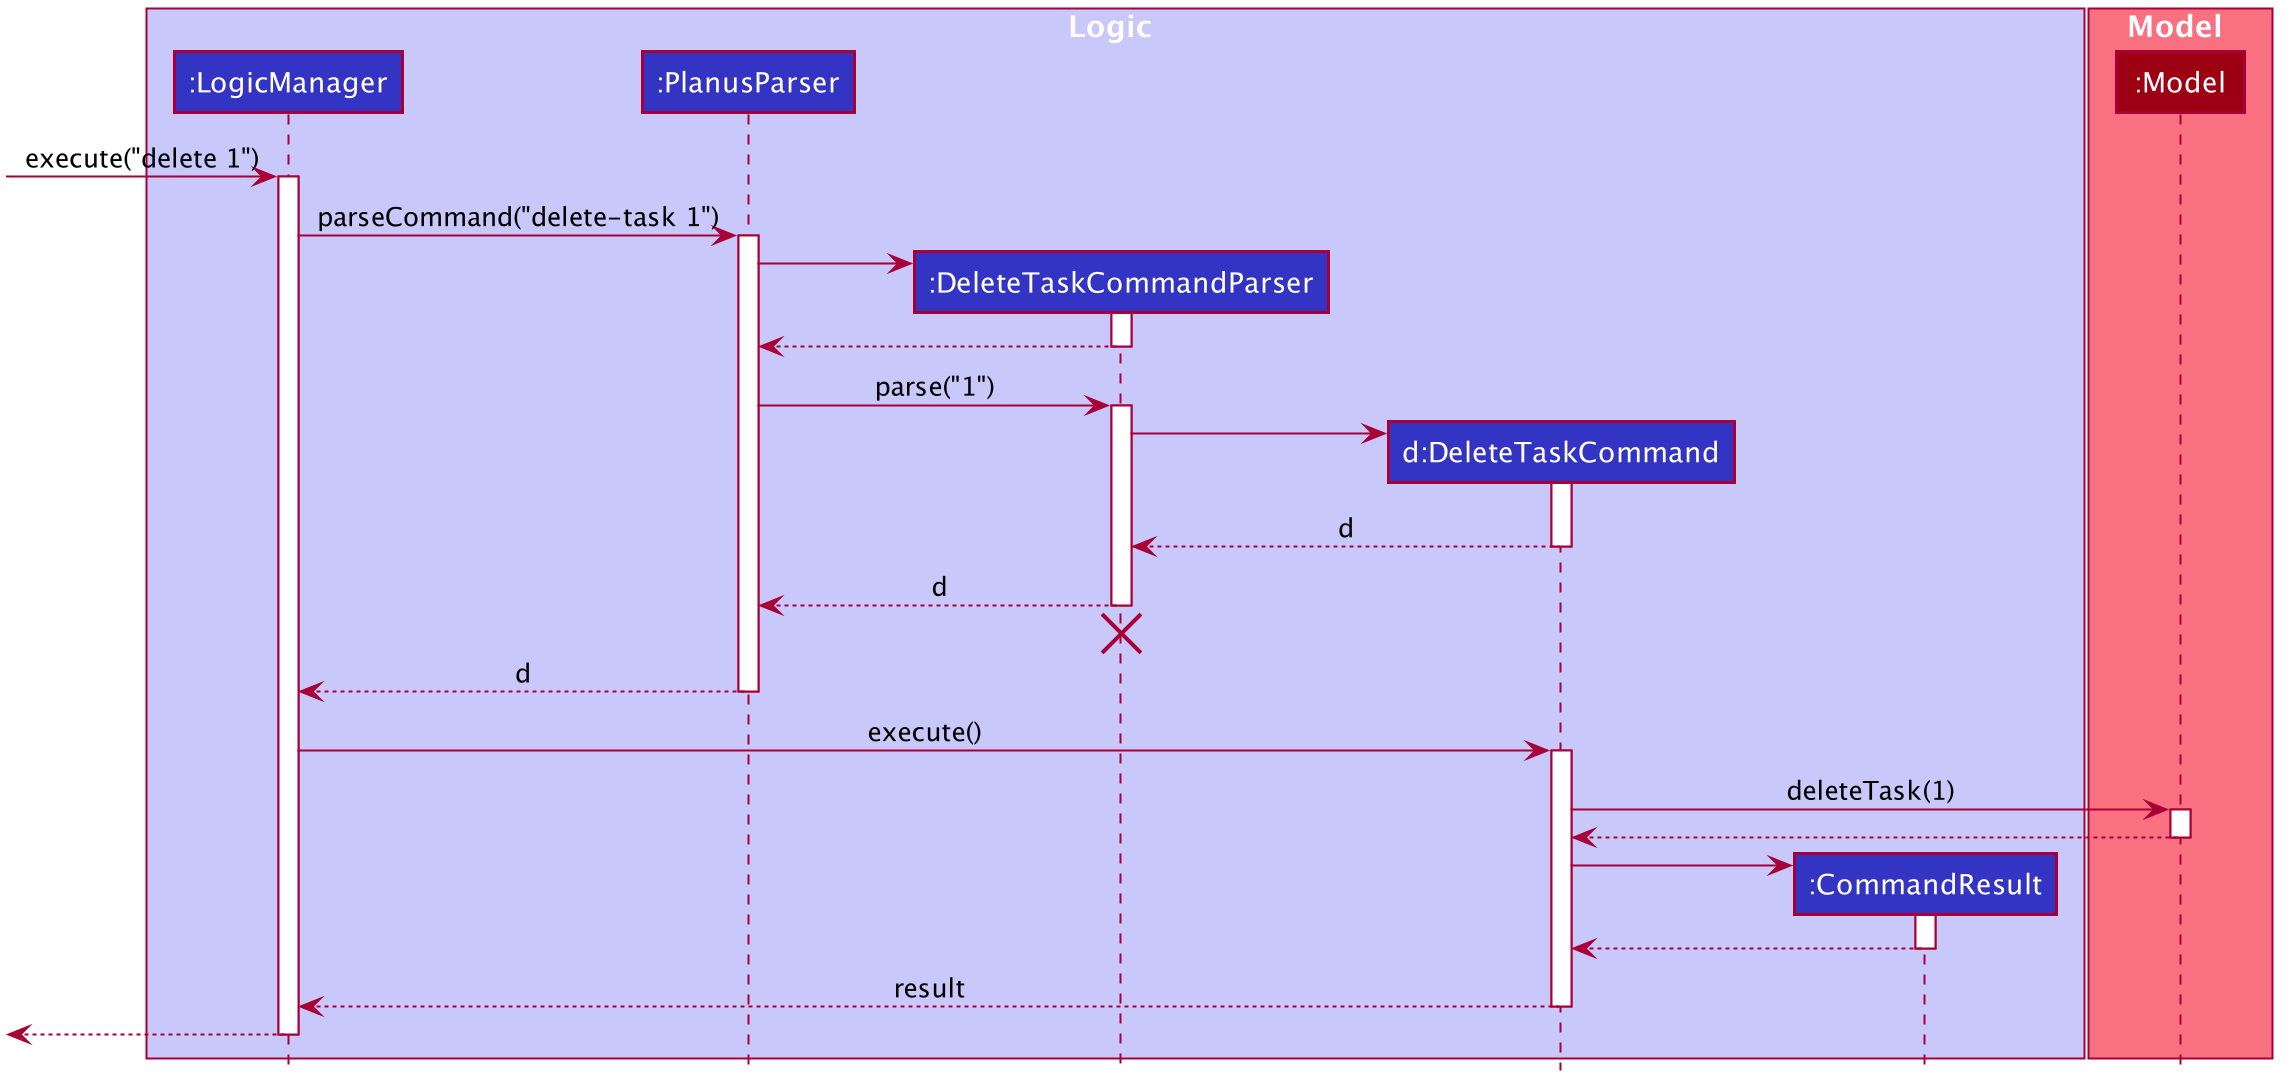 Logic
Model
:LogicManager
:PlanusParser
:Model
execute("delete 1")
parseCommand("delete-task 1")
:DeleteTaskCommandParser
parse("1")
d:DeleteTaskCommand
d
d
d
execute()
deleteTask(1)
:CommandResult
result